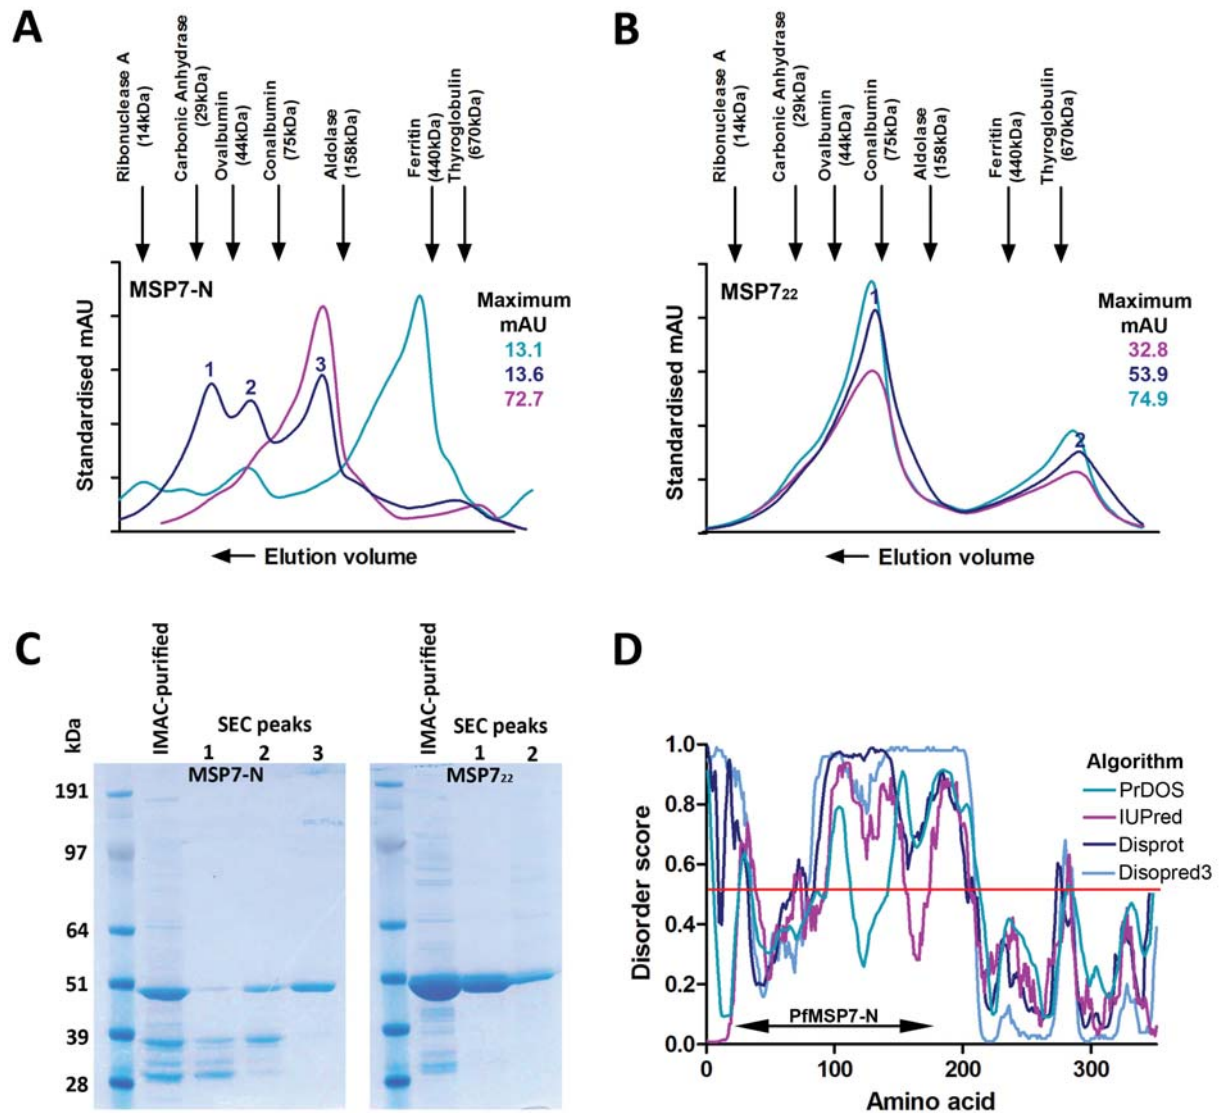 A
Ribonuclease A
(14kDa)
Carbonic Anhydrase
(29kDa)
Ovalbumin
(44kDa)
Conalbumin
(75kDa)
Aldolase
(158kDa)
Ferritin
(440kDa)
Thyroglobulin
(670kDa)
MSP7-N
Standardised mAU
1
2
3
Maximum
mAU
13.1
13.6
72.7
Elution volume
B
Ribonuclease A
(14kDa)
Carbonic Anhydrase
(29kDa)
Ovalbumin
(44kDa)
Conalbumin
(75kDa)
Aldolase
(158kDa)
Ferritin
(440kDa)
Thyroglobulin
(670kDa)
MSP722
Standardised mAU
1
2
Maximum
mAU
32.8
53.9
74.9
Elution volume
C
kDa
IMAC-purified
SEC peaks
1 2 3
MSP7-N
191
97
64
51
39
28
IMAC-purified
SEC peaks
1 2
MSP722
D
Disorder score
1.0
0.8
0.6
0.4
0.2
0.0
PfMSP7-N
Algorithm
PrDOS
IUPred
Disprot
Disopred3
0 100 200 300
Amino acid